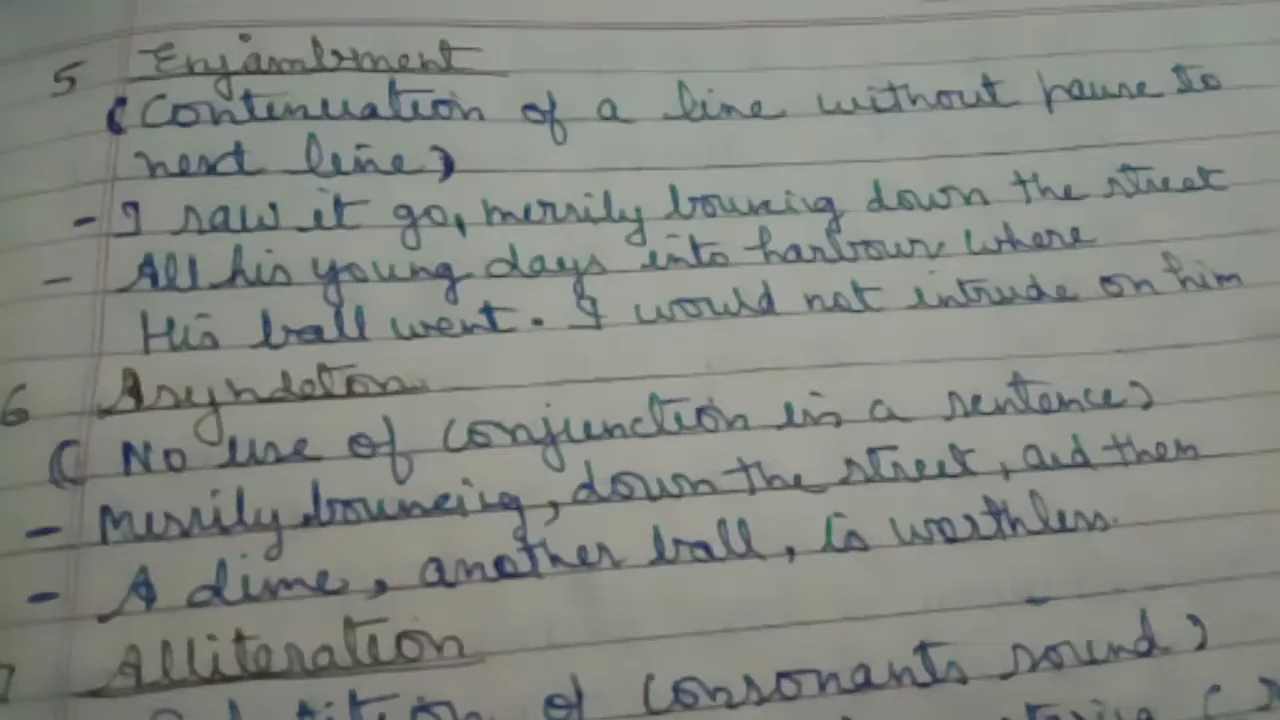 5 Enjambment
(Continuation of a line without pause to
next line)
- I saw it go, merrily bouncing down the street
- All his young days into harbour where
His ball went. I would not intrude on him
6 Asyndeton
( No use of conjunction in a sentence)
- Merrily bouncing, down the street, and then
- A dime, another ball, is worthless.
7 Alliteration
of consonants sound)